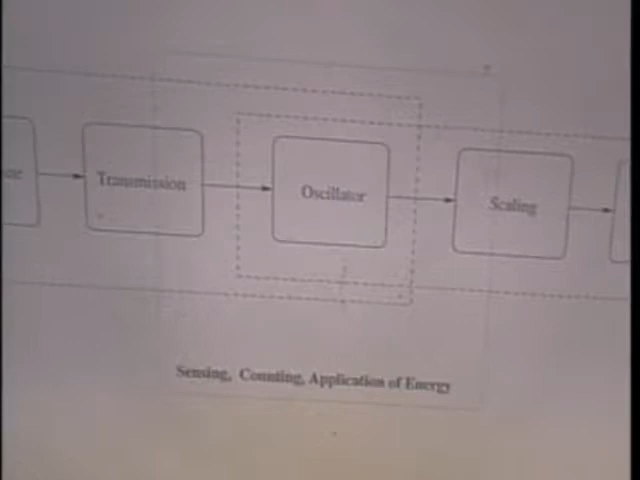 Transmission
Oscillator
Scaling
Sensing, Counting, Application of Energy